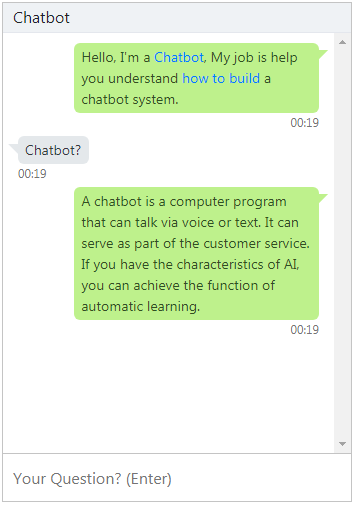 Chatbot
Hello, I'm a Chatbot, My job is help
you understand how to build a
chatbot system.
00:19
Chatbot?
00:19
A chatbot is a computer program
that can talk via voice or text. It can
serve as part of the customer service.
If you have the characteristics of AI,
you can achieve the function of
automatic learning.
00:19
Your Question? (Enter)